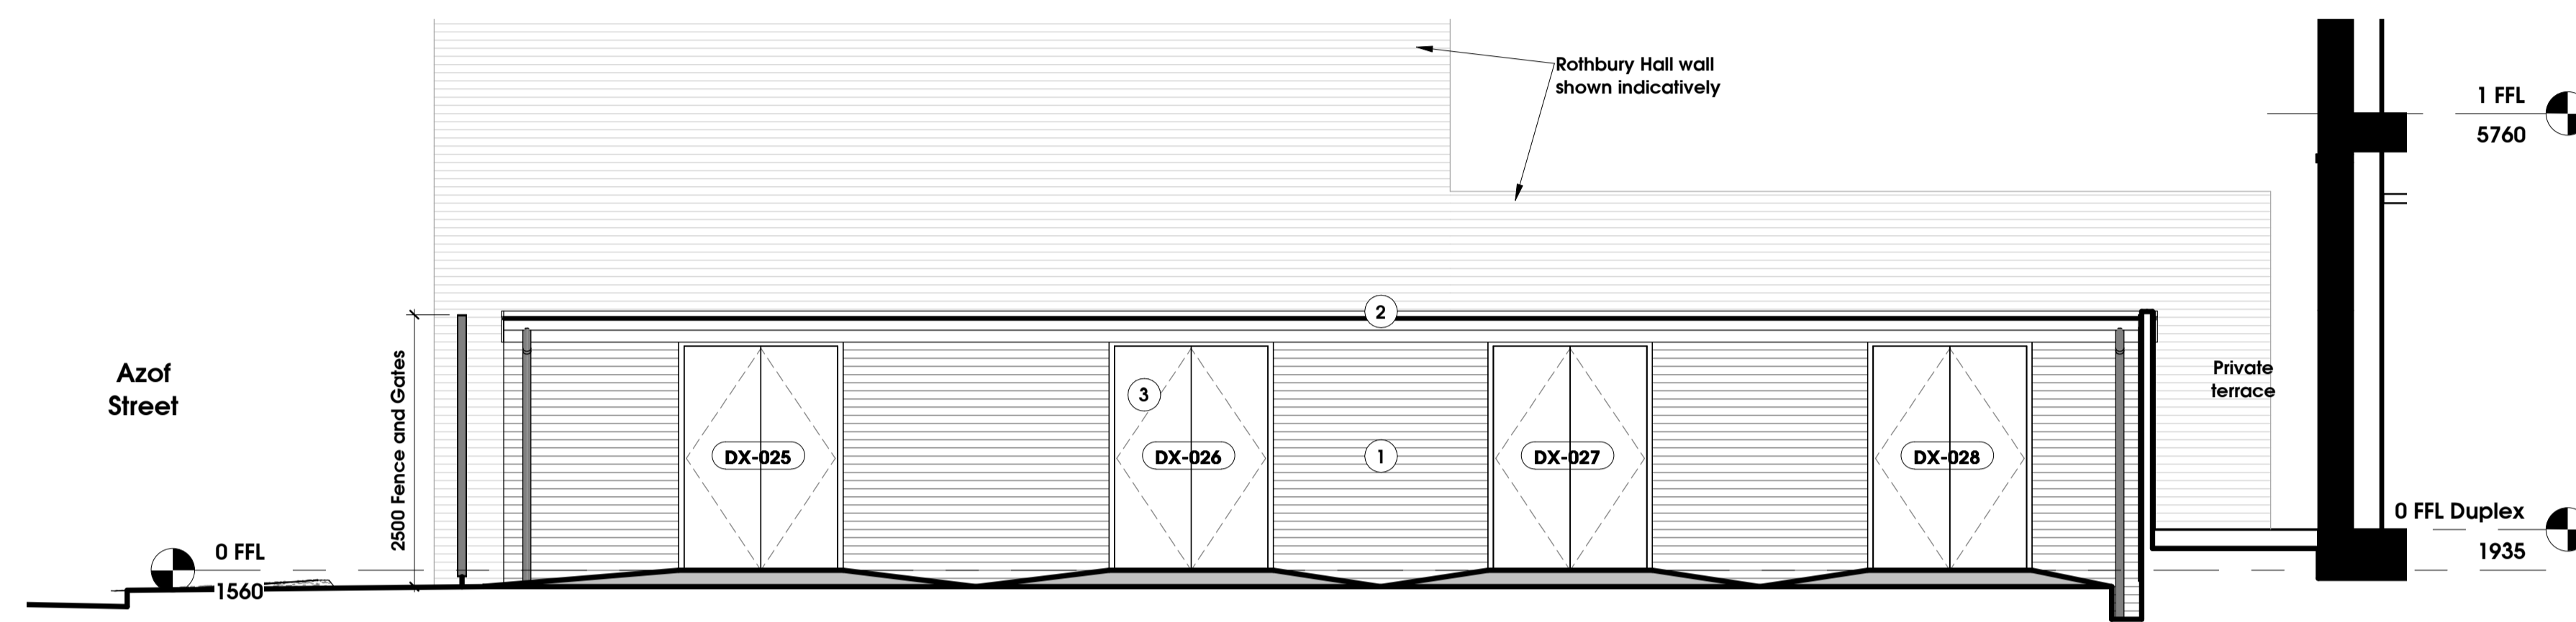 Rothbury Hall wall
shown indicatively
1 FFL
5760
2
Azof
Street
2500 Fence and Gates
Private
terrace
3
DX-025
DX-026
1
DX-027
DX-028
0 FFL Duplex
1935
0 FFL
1560